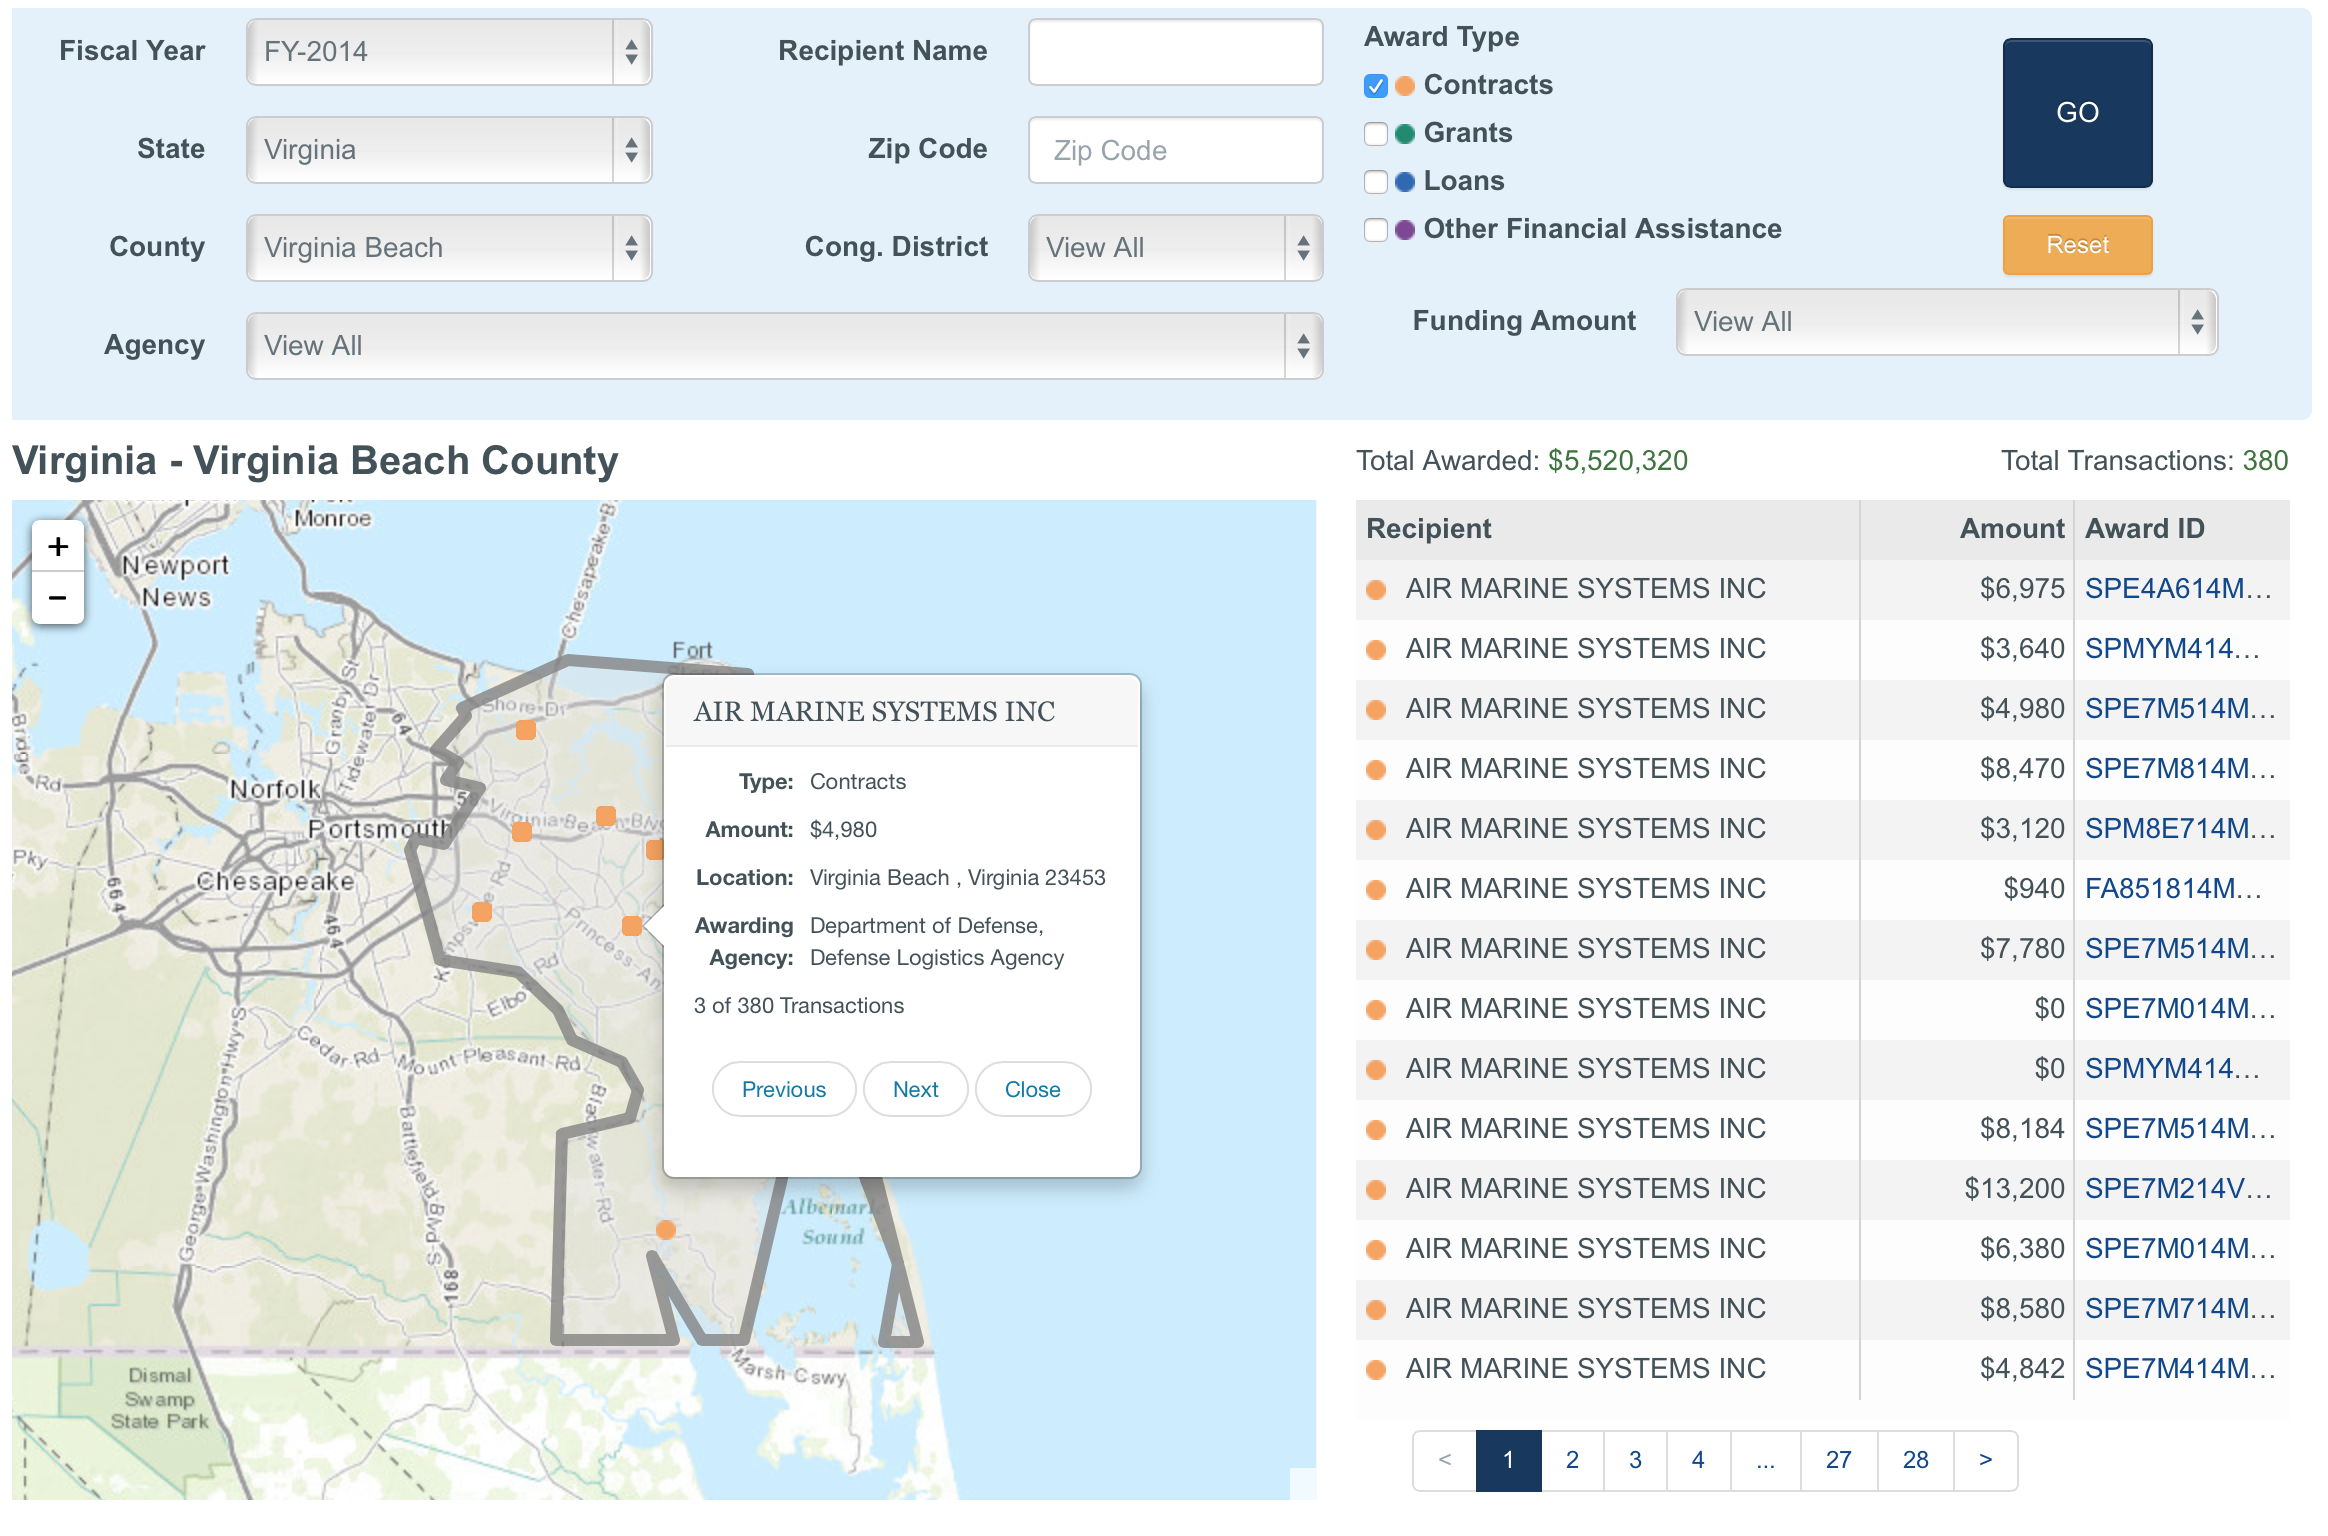 Fiscal Year FY-2014 Recipient Name Award Type
Contracts
State Virginia Zip Code Zip Code Grants
GO
Loans
County Virginia Beach Cong. District View All Other Financial Assistance
Reset
Agency View All Funding Amount View All
Virginia - Virginia Beach County
Total Awarded: $5,520,320 Total Transactions: 380
+
−
Monroe
Newport
News
Chesapeake-B
Fort
Shore-Dr
Granby St
Tidewater Dr
64
Bridge
Rd
Norfolk
58
Virginia-Beach-Blv
Portsmouth
Pky
Chesapeake
664
464
Rd
Princess-An
Elbo Rd
Cedar Rd
Mount-Pleasant-Rd
George-Washington-Hwy-S
Battlefield-Blvd-S
Blackwater-Rd
168
Albemarl
Sound
Marsh-Cswy
Dismal
Swamp
State Park
AIR MARINE SYSTEMS INC
Type: Contracts
Amount: $4,980
Location: Virginia Beach , Virginia 23453
Awarding Department of Defense,
Agency: Defense Logistics Agency
3 of 380 Transactions
Previous Next Close
Recipient Amount Award ID
AIR MARINE SYSTEMS INC $6,975 SPE4A614M...
AIR MARINE SYSTEMS INC $3,640 SPMYM414...
AIR MARINE SYSTEMS INC $4,980 SPE7M514M...
AIR MARINE SYSTEMS INC $8,470 SPE7M814M...
AIR MARINE SYSTEMS INC $3,120 SPM8E714M...
AIR MARINE SYSTEMS INC $940 FA851814M...
AIR MARINE SYSTEMS INC $7,780 SPE7M514M...
AIR MARINE SYSTEMS INC $0 SPE7M014M...
AIR MARINE SYSTEMS INC $0 SPMYM414...
AIR MARINE SYSTEMS INC $8,184 SPE7M514M...
AIR MARINE SYSTEMS INC $13,200 SPE7M214V...
AIR MARINE SYSTEMS INC $6,380 SPE7M014M...
AIR MARINE SYSTEMS INC $8,580 SPE7M714M...
AIR MARINE SYSTEMS INC $4,842 SPE7M414M...
< 1 2 3 4 ... 27 28 >